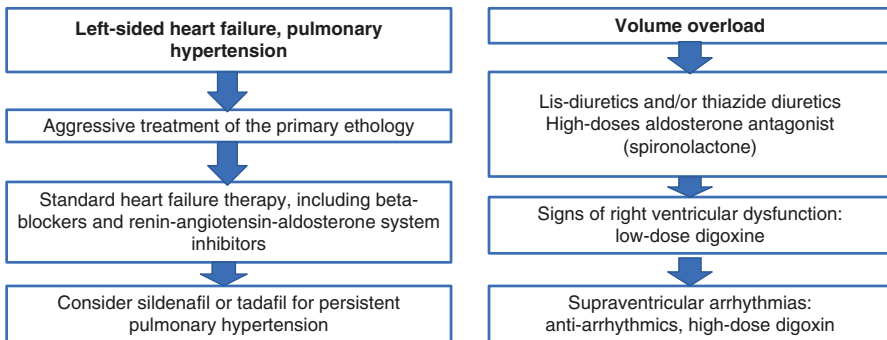 Left-sided heart failure, pulmonary
hypertension
Aggressive treatment of the primary ethology
Standard heart failure therapy, including beta-
blockers and renin-angiotensin-aldosterone system
inhibitors
Consider sildenafil or tadafil for persistent
pulmonary hypertension
Volume overload
Lis-diuretics and/or thiazide diuretics
High-doses aldosterone antagonist
(spironolactone)
Signs of right ventricular dysfunction:
low-dose digoxine
Supraventricular arrhythmias:
anti-arrhythmics, high-dose digoxin